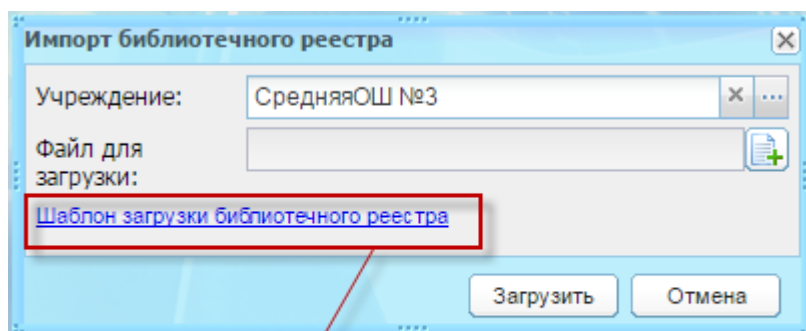 Импорт библиотечного реестра
Учреждение: СредняяОШ №3
Файл для
загрузки:
Шаблон загрузки библиотечного реестра
Загрузить Отмена